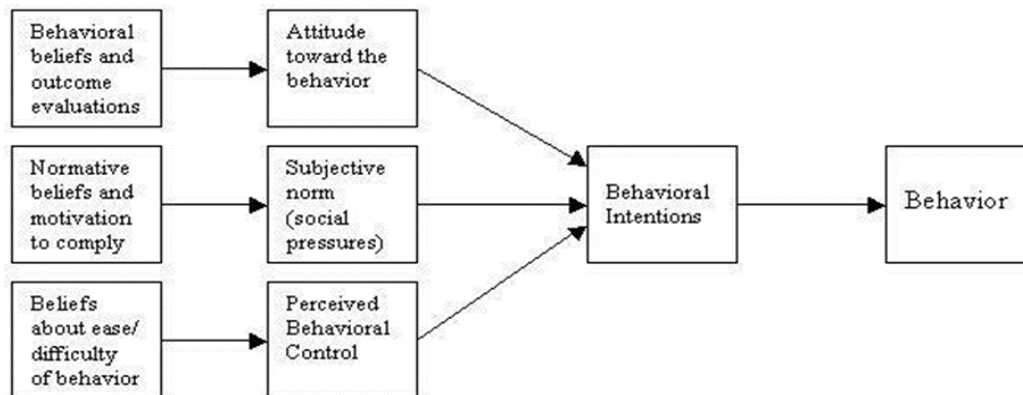 Behavioral
beliefs and
outcome
evaluations
Attitude
toward the
behavior
Normative
beliefs and
motivation
to comply
Subjective
norm
(social
pressures)
Behavioral
Intentions
Behavior
Beliefs
about ease/
difficulty
of behavior
Perceived
Behavioral
Control